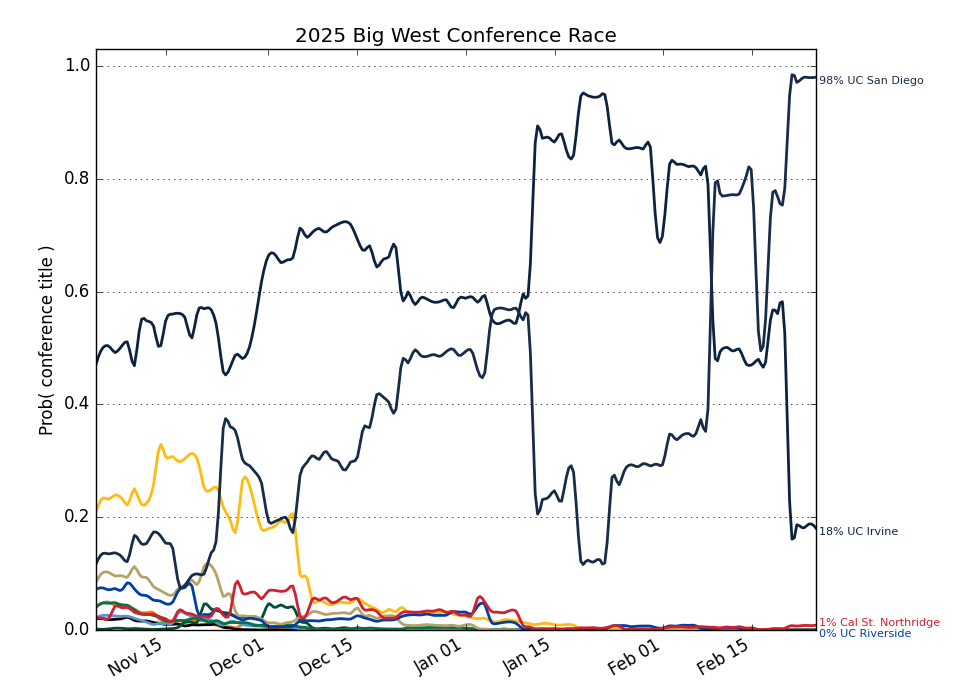 2025 Big West Conference Race
Prob( conference title )
1.0
0.8
0.6
0.4
0.2
0.0
Nov 15
Dec 01
Dec 15
Jan 01
Jan 15
Feb 01
Feb 15
98% UC San Diego
18% UC Irvine
1% Cal St. Northridge
0% UC Riverside